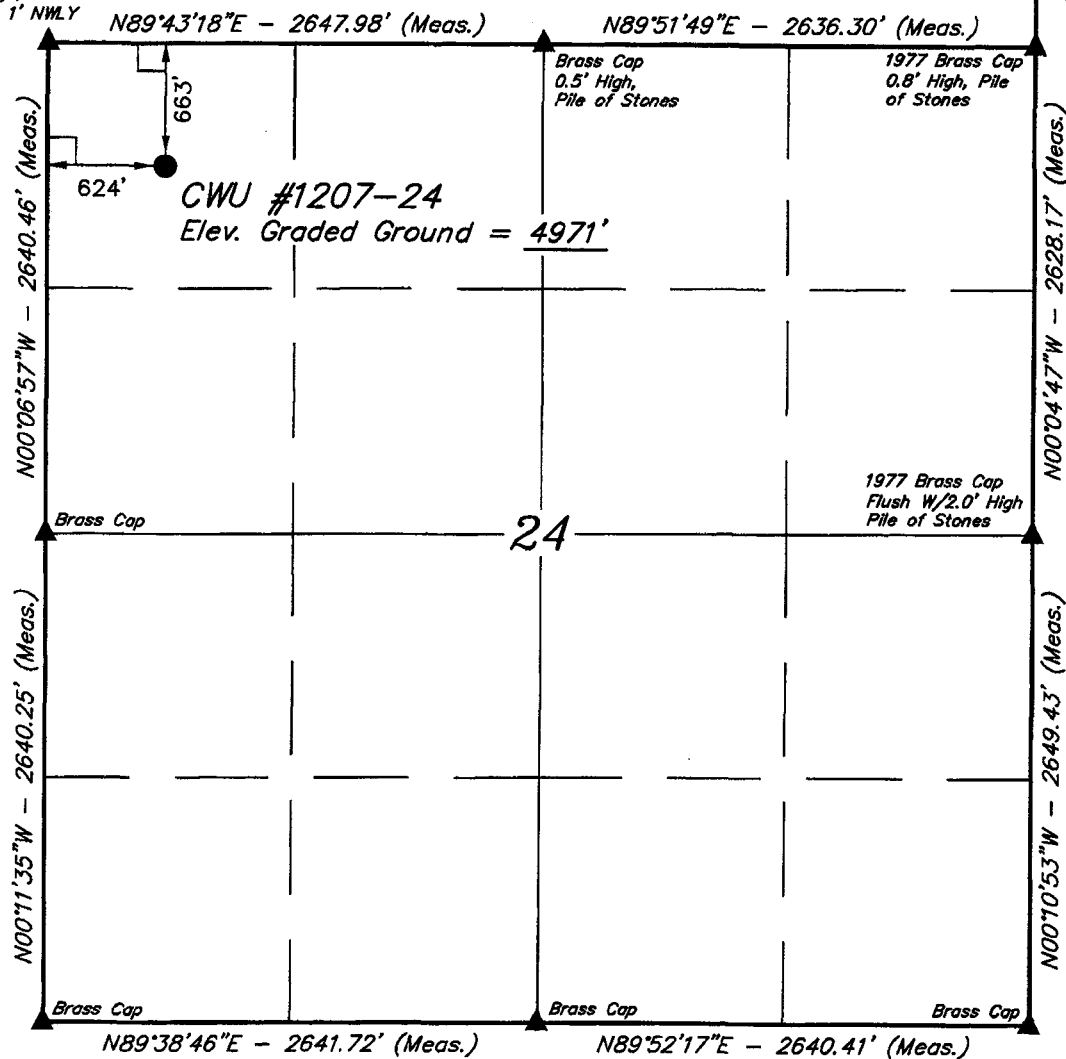 1' NWLY
N89°43'18"E - 2647.98' (Meas.)
N89°51'49"E - 2636.30' (Meas.)
Brass Cap
0.5' High,
Pile of Stones
1977 Brass Cap
0.8' High, Pile
of Stones
663'
624'
CWU #1207-24
Elev. Graded Ground = 4971'
N00°06'57"W - 2640.46' (Meas.)
N00°04'47"W - 2628.17' (Meas.)
1977 Brass Cap
Flush W/2.0' High
Pile of Stones
Brass Cap
24
N00°11'35"W - 2640.25' (Meas.)
N00°10'53"W - 2649.43' (Meas.)
Brass Cap
Brass Cap
Brass Cap
N89°38'46"E - 2641.72' (Meas.)
N89°52'17"E - 2640.41' (Meas.)